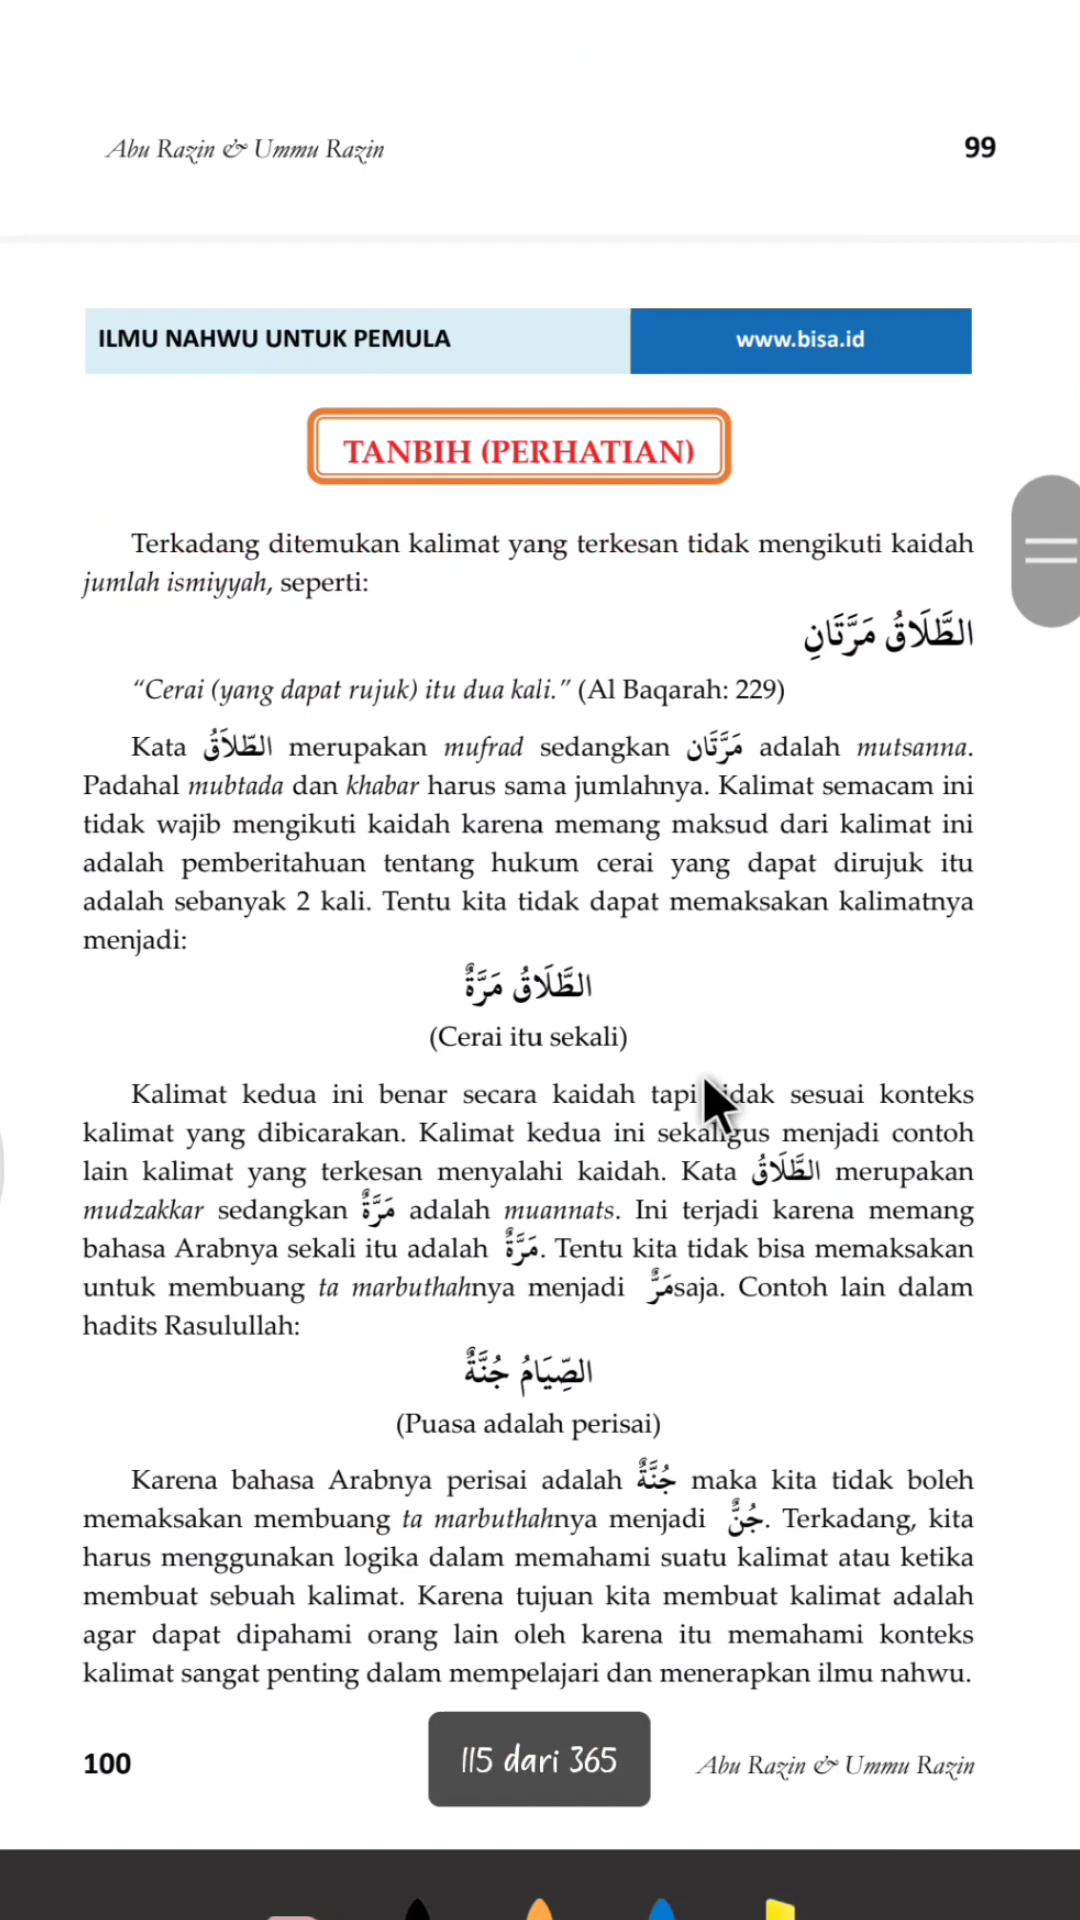 Abu Razin & Ummu Razin 99
ILMU NAHWU UNTUK PEMULA www.bisa.id
TANBIH (PERHATIAN)
Terkadang ditemukan kalimat yang terkesan tidak mengikuti kaidah
jumlah ismiyyah, seperti:
الطَّلَاقُ مَرَّتَانِ
“Cerai (yang dapat rujuk) itu dua kali.” (Al Baqarah: 229)
Kata الطَّلاَقُ merupakan mufrad sedangkan مَرَّتَان adalah mutsanna.
Padahal mubtada dan khabar harus sama jumlahnya. Kalimat semacam ini
tidak wajib mengikuti kaidah karena memang maksud dari kalimat ini
adalah pemberitahuan tentang hukum cerai yang dapat dirujuk itu
adalah sebanyak 2 kali. Tentu kita tidak dapat memaksakan kalimatnya
menjadi:
الطَّلَاقُ مَرَّةٌ
(Cerai itu sekali)
Kalimat kedua ini benar secara kaidah tapi tidak sesuai konteks
kalimat yang dibicarakan. Kalimat kedua ini sekaligus menjadi contoh
lain kalimat yang terkesan menyalahi kaidah. Kata الطَّلَاقُ merupakan
mudzakkar sedangkan مَرَّةٌ adalah muannats. Ini terjadi karena memang
bahasa Arabnya sekali itu adalah مَرَّةٌ. Tentu kita tidak bisa memaksakan
untuk membuang ta marbuthahnya menjadi مَرٌّ saja. Contoh lain dalam
hadits Rasulullah:
الصِّيَامُ جُنَّةٌ
(Puasa adalah perisai)
Karena bahasa Arabnya perisai adalah جُنَّةٌ maka kita tidak boleh
memaksakan membuang ta marbuthahnya menjadi جُنٌّ. Terkadang, kita
harus menggunakan logika dalam memahami suatu kalimat atau ketika
membuat sebuah kalimat. Karena tujuan kita membuat kalimat adalah
agar dapat dipahami orang lain oleh karena itu memahami konteks
kalimat sangat penting dalam mempelajari dan menerapkan ilmu nahwu.
100 115 dari 365 Abu Razin & Ummu Razin